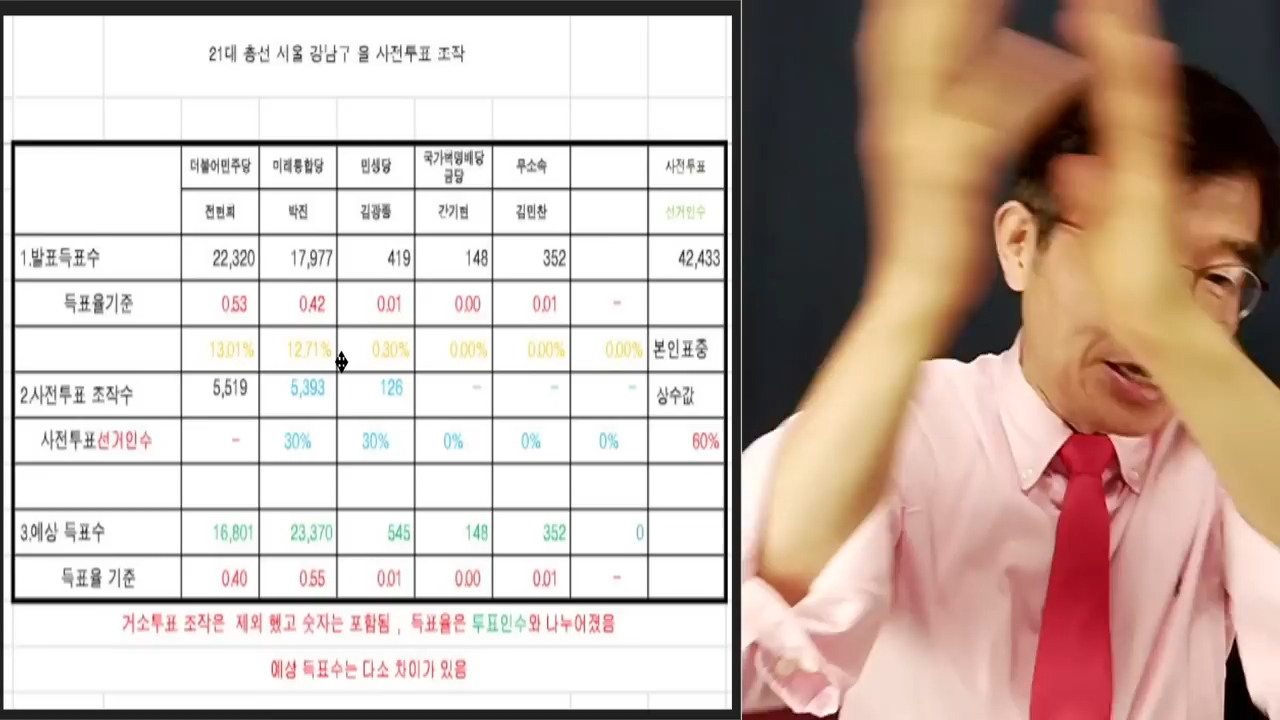 21대 총선 서울 강남구 을 사전투표 조작
더불어민주당 미래통합당 민생당 국가혁명배당금당 무소속 사전투표
전현희 박진 김광종 간기현 김민찬 선거인수
1.발표득표수 22,320 17,977 419 148 352 42,433
득표율기준 0.53 0.42 0.01 0.00 0.01 -
13.01% 12.71% 0.30% 0.00% 0.00% 0.00% 본인표중
2.사전투표 조작수 5,519 5,393 126 - - - 상수값
사전투표선거인수 - 30% 30% 0% 0% 0% 60%
3.예상 득표수 16,801 23,370 545 148 352 0
득표율 기준 0.40 0.55 0.01 0.00 0.01 -
거소투표 조작은 제외 했고 숫자는 포함됨 , 득표율은 투표인수와 나누어졌음
예상 득표수는 다소 차이가 있음